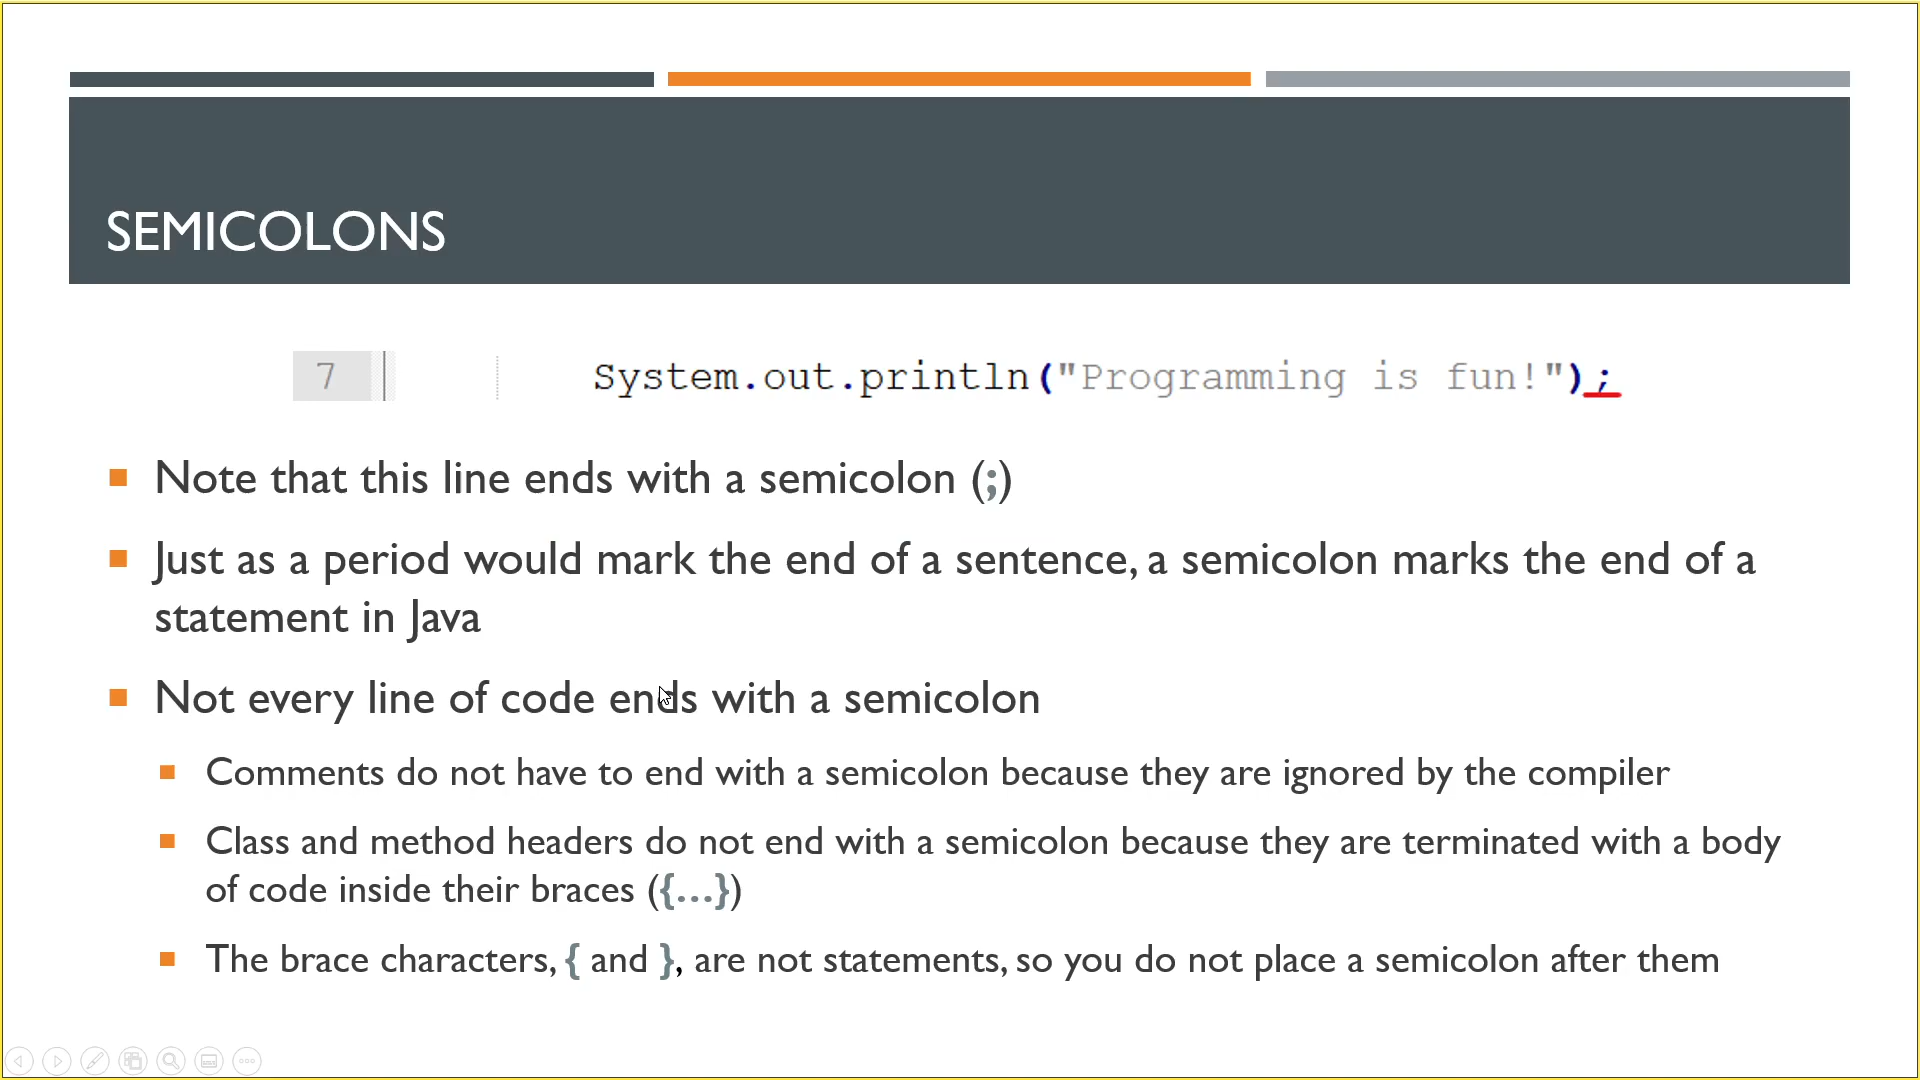 SEMICOLONS
7 System.out.println("Programming is fun!");
Note that this line ends with a semicolon (;)
Just as a period would mark the end of a sentence, a semicolon marks the end of a
statement in Java
Not every line of code ends with a semicolon
Comments do not have to end with a semicolon because they are ignored by the compiler
Class and method headers do not end with a semicolon because they are terminated with a body
of code inside their braces ({...})
The brace characters, { and }, are not statements, so you do not place a semicolon after them